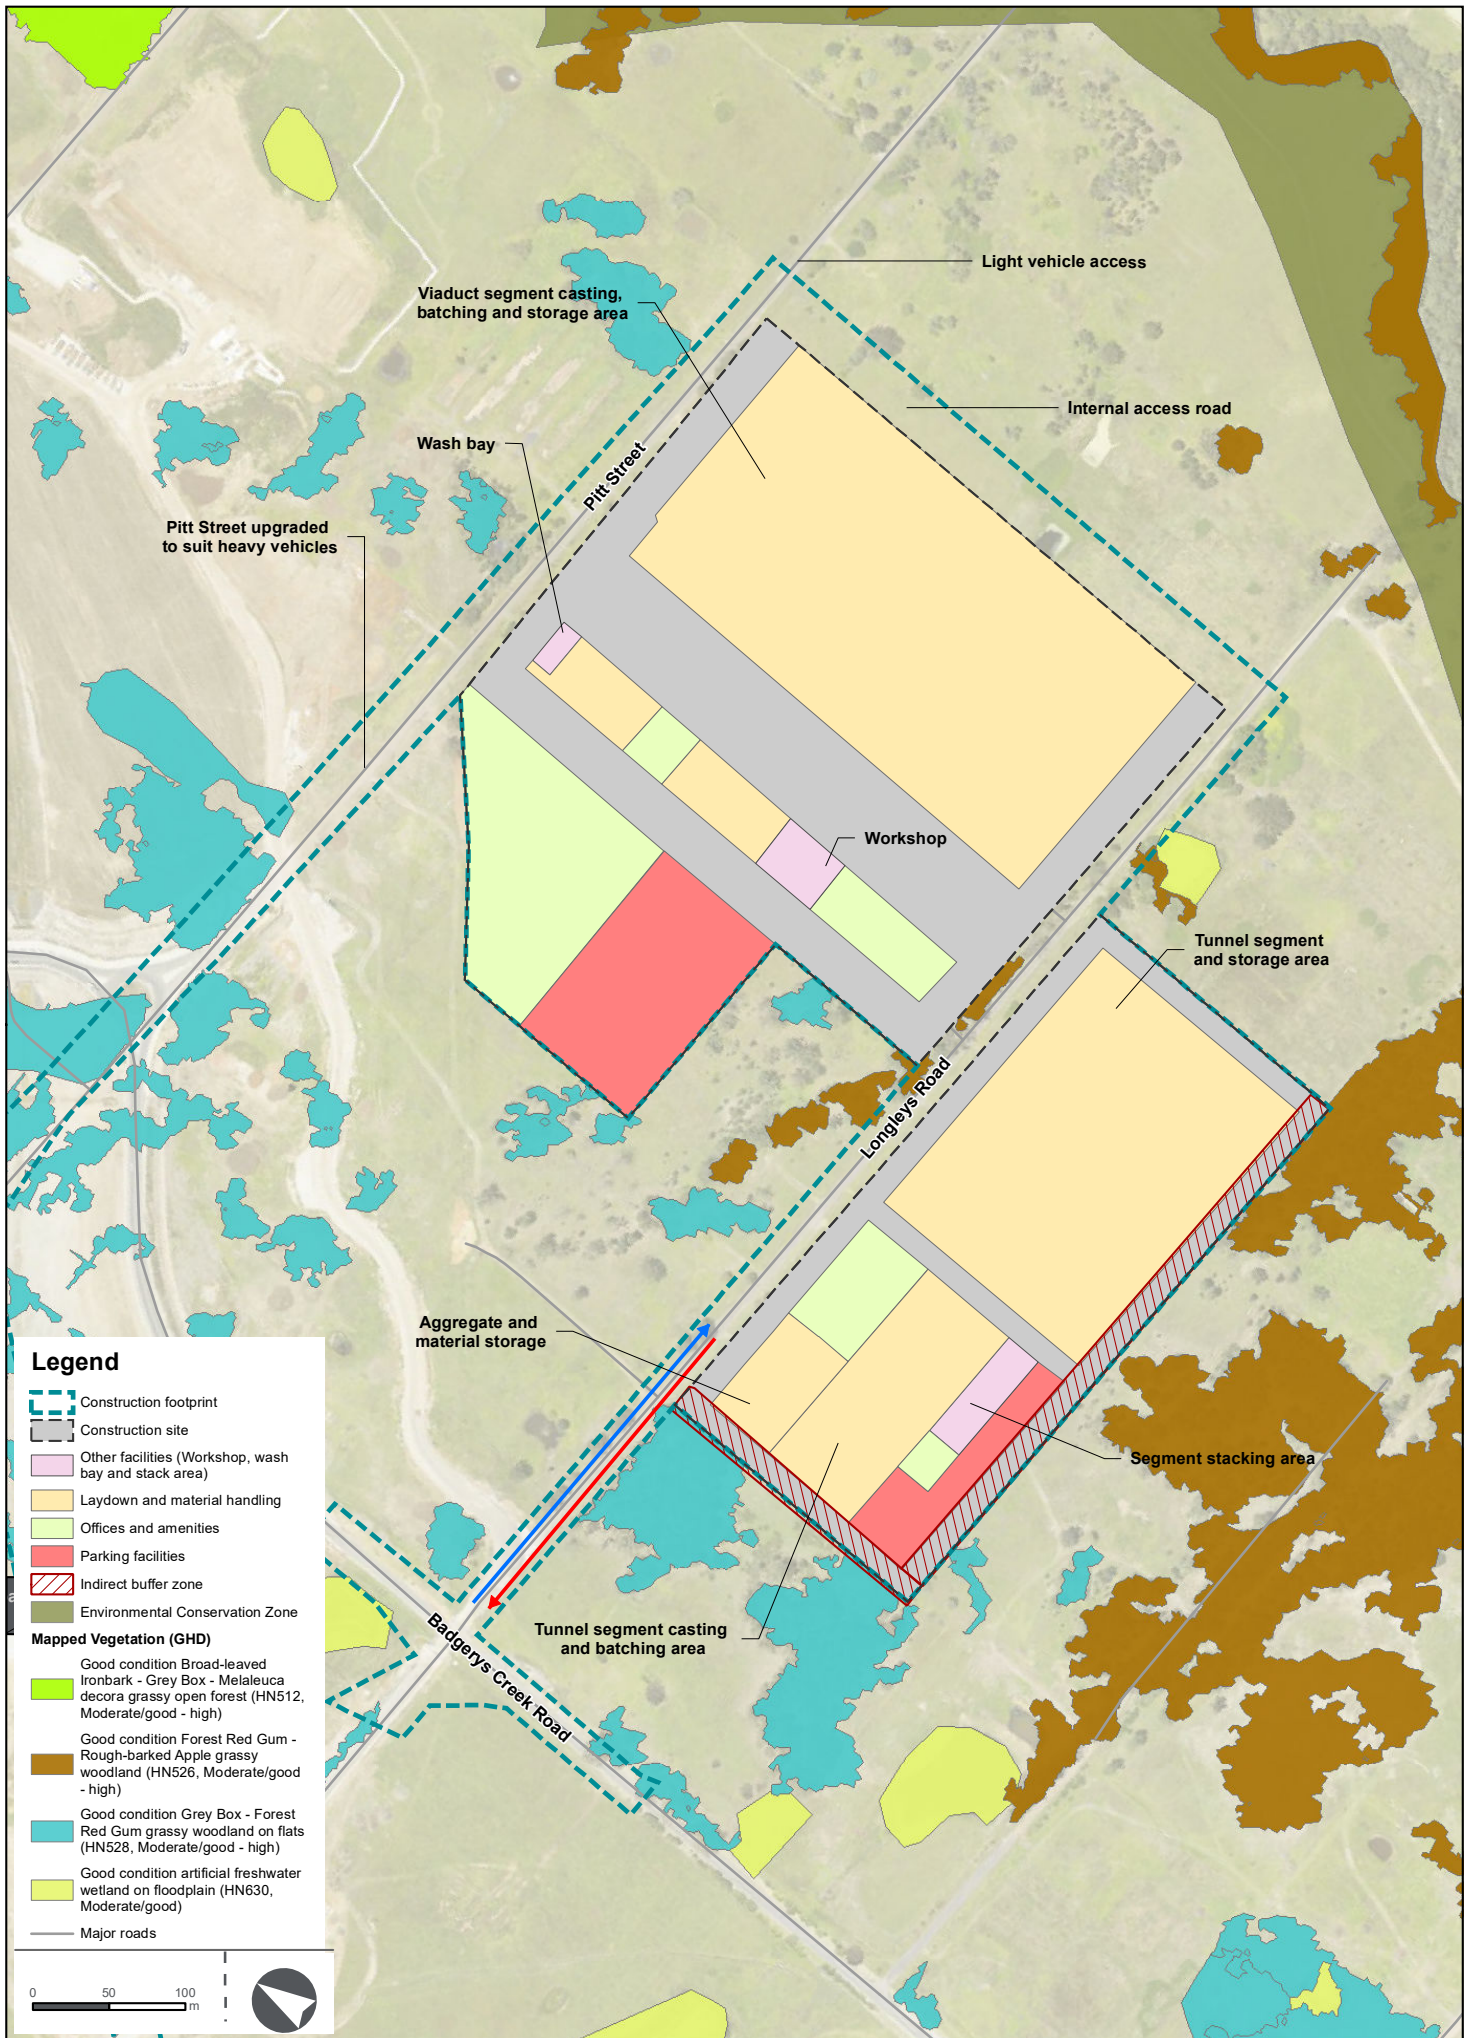 Light vehicle access
Viaduct segment casting,
batching and storage area
Internal access road
Wash bay
Pitt Street
Pitt Street upgraded
to suit heavy vehicles
Workshop
Tunnel segment
and storage area
Longleys Road
Aggregate and
material storage
Segment stacking area
Tunnel segment casting
and batching area
Badgerys Creek Road
Legend
Construction footprint
Construction site
Other facilities (Workshop, wash
bay and stack area)
Laydown and material handling
Offices and amenities
Parking facilities
Indirect buffer zone
Environmental Conservation Zone
Mapped Vegetation (GHD)
Good condition Broad-leaved
Ironbark - Grey Box - Melaleuca
decora grassy open forest (HN512,
Moderate/good - high)
Good condition Forest Red Gum -
Rough-barked Apple grassy
woodland (HN526, Moderate/good
- high)
Good condition Grey Box - Forest
Red Gum grassy woodland on flats
(HN528, Moderate/good - high)
Good condition artificial freshwater
wetland on floodplain (HN630,
Moderate/good)
Major roads
0 50 100
m